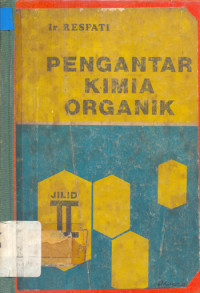 Ir. RESPATI
PENGANTAR
KIMIA
ORGANIK
JILID
II